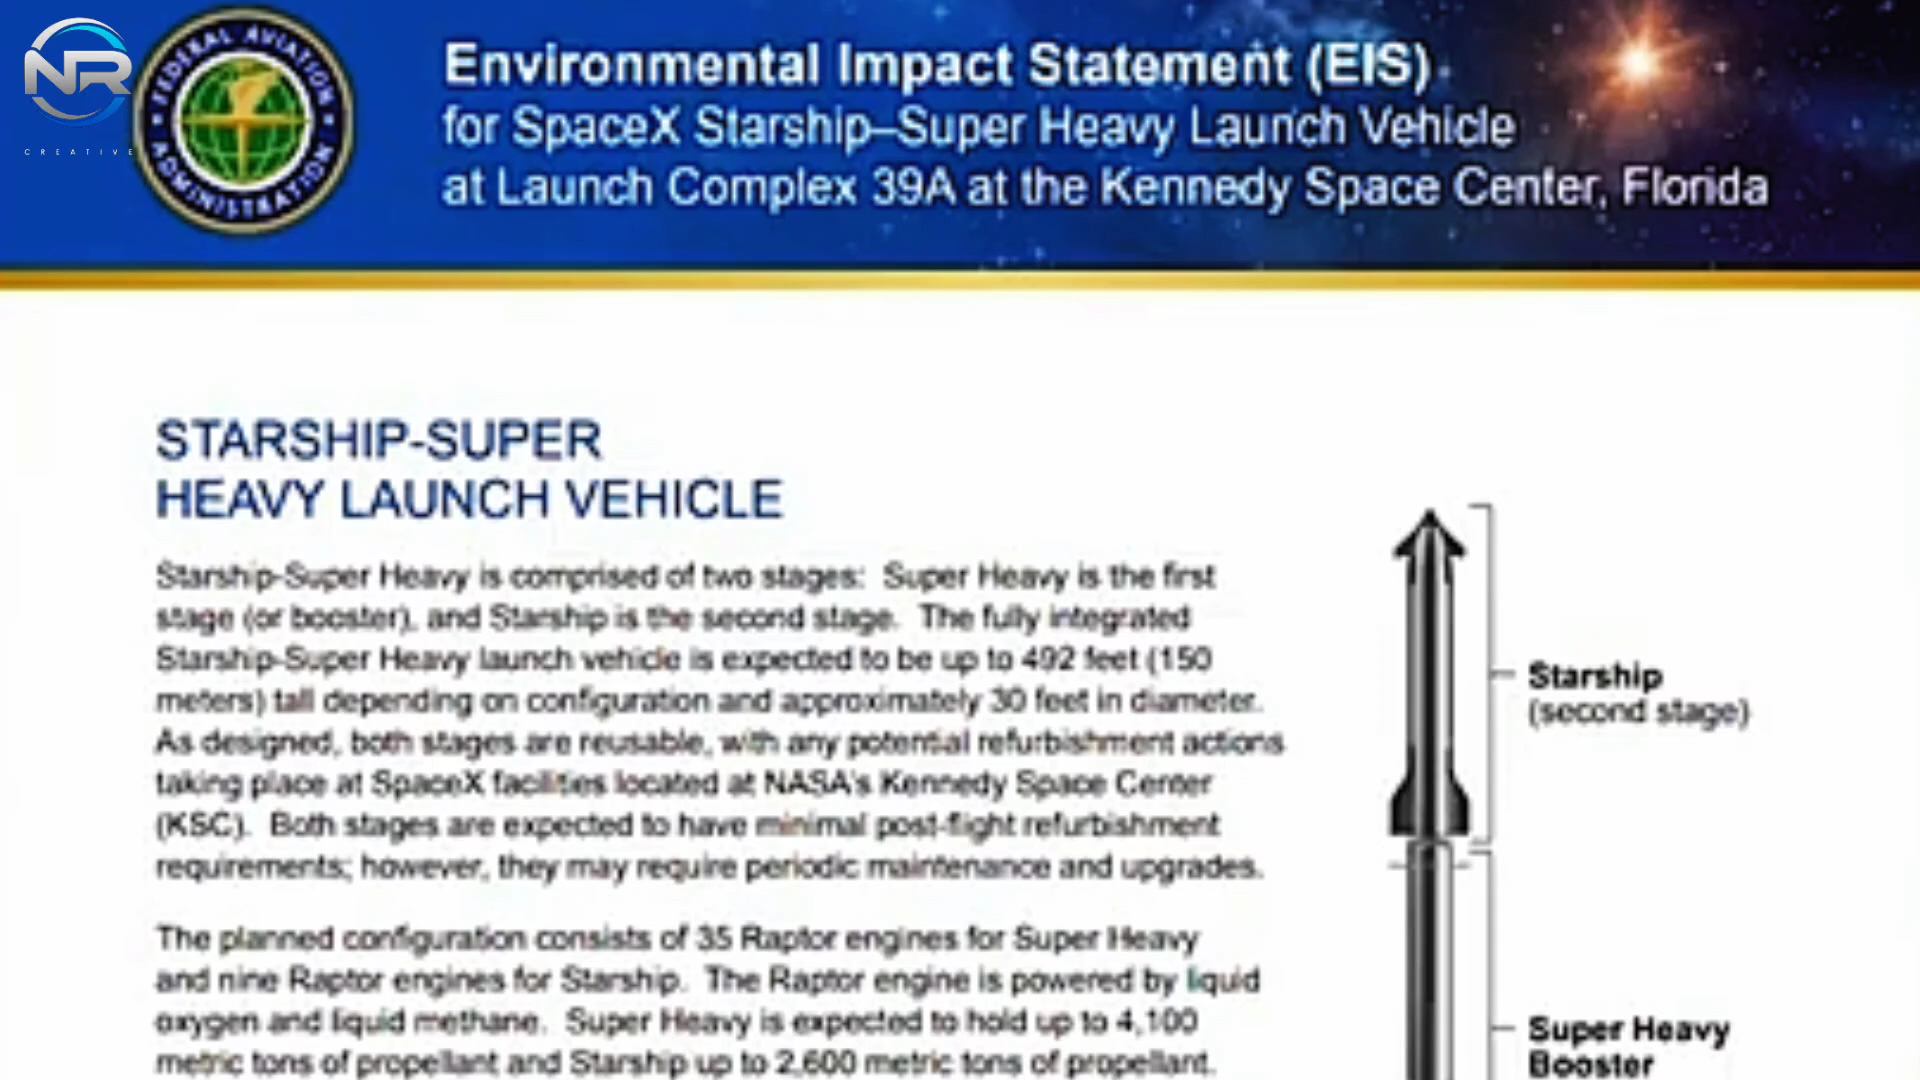 NR
CREATIVE
FEDERAL AVIATION
ADMINISTRATION
Environmental Impact Statement (EIS)
for SpaceX Starship–Super Heavy Launch Vehicle
at Launch Complex 39A at the Kennedy Space Center, Florida
STARSHIP-SUPER
HEAVY LAUNCH VEHICLE
Starship-Super Heavy is comprised of two stages: Super Heavy is the first
stage (or booster), and Starship is the second stage. The fully integrated
Starship-Super Heavy launch vehicle is expected to be up to 492 feet (150
meters) tall depending on configuration and approximately 30 feet in diameter.
As designed, both stages are reusable, with any potential refurbishment actions
taking place at SpaceX facilities located at NASA's Kennedy Space Center
(KSC). Both stages are expected to have minimal post-flight refurbishment
requirements; however, they may require periodic maintenance and upgrades.
The planned configuration consists of 35 Raptor engines for Super Heavy
and nine Raptor engines for Starship. The Raptor engine is powered by liquid
oxygen and liquid methane. Super Heavy is expected to hold up to 4,100
metric tons of propellant and Starship up to 2,600 metric tons of propellant.
Starship
(second stage)
Super Heavy
Booster